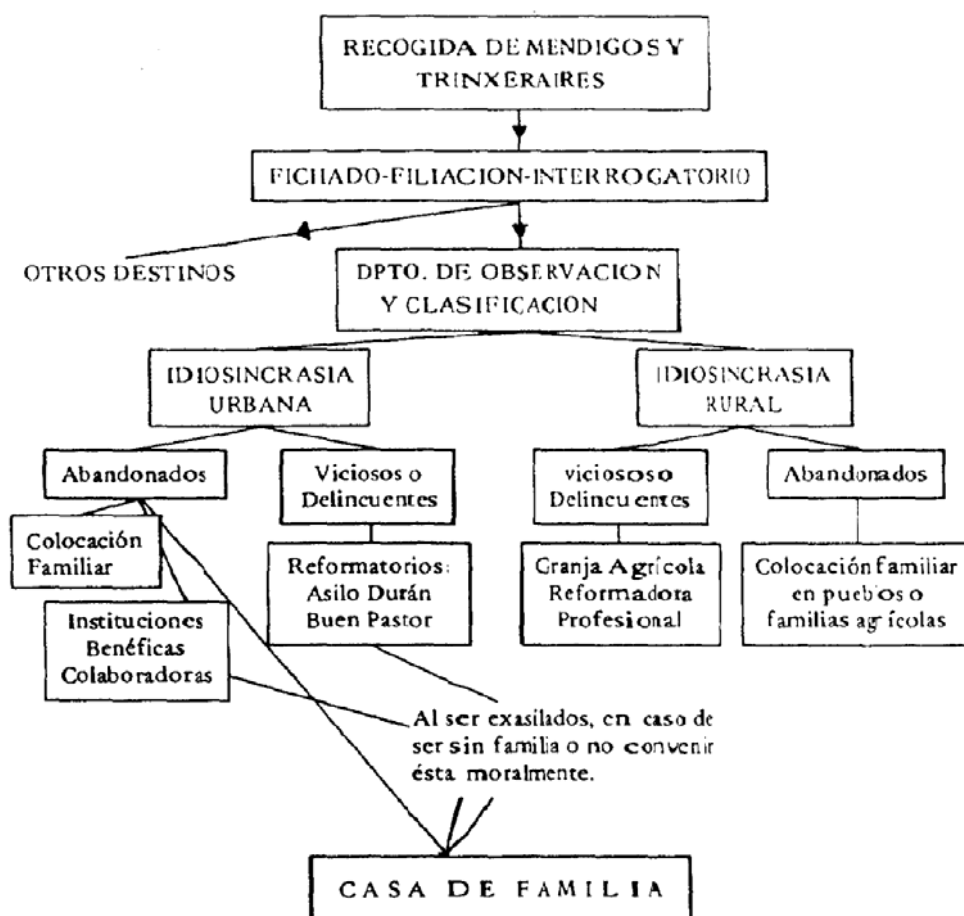 RECOGIDA DE MENDIGOS Y
TRINXERAIRES
FICHADO-FILIACION-INTERROGATORIO
OTROS DESTINOS
DPTO. DE OBSERVACION
Y CLASIFICACION
IDIOSINCRASIA
URBANA
IDIOSINCRASIA
RURAL
Abandonados
Viciosos o
Delincuentes
viciosos o
Delincuentes
Abandonados
Colocación
Familiar
Reformatorios:
Asilo Durán
Buen Pastor
Granja Agrícola
Reformadora
Profesional
Colocación familiar
en pueblos o
familias agrícolas
Instituciones
Benéficas
Colaboradoras
Al ser exasilados, en caso de
ser sin familia o no convenir
ésta moralmente.
CASA DE FAMILIA